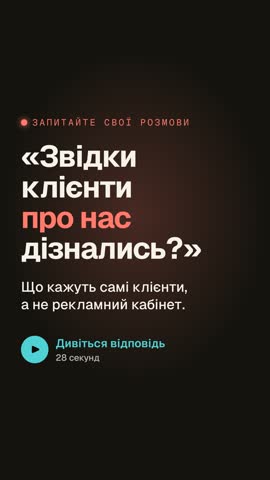 ЗАПИТАЙТЕ СВОЇ РОЗМОВИ
«Звідки
клієнти
про нас
дізнались?»
Що кажуть самі клієнти,
а не рекламний кабінет.
Дивіться відповідь
28 секунд